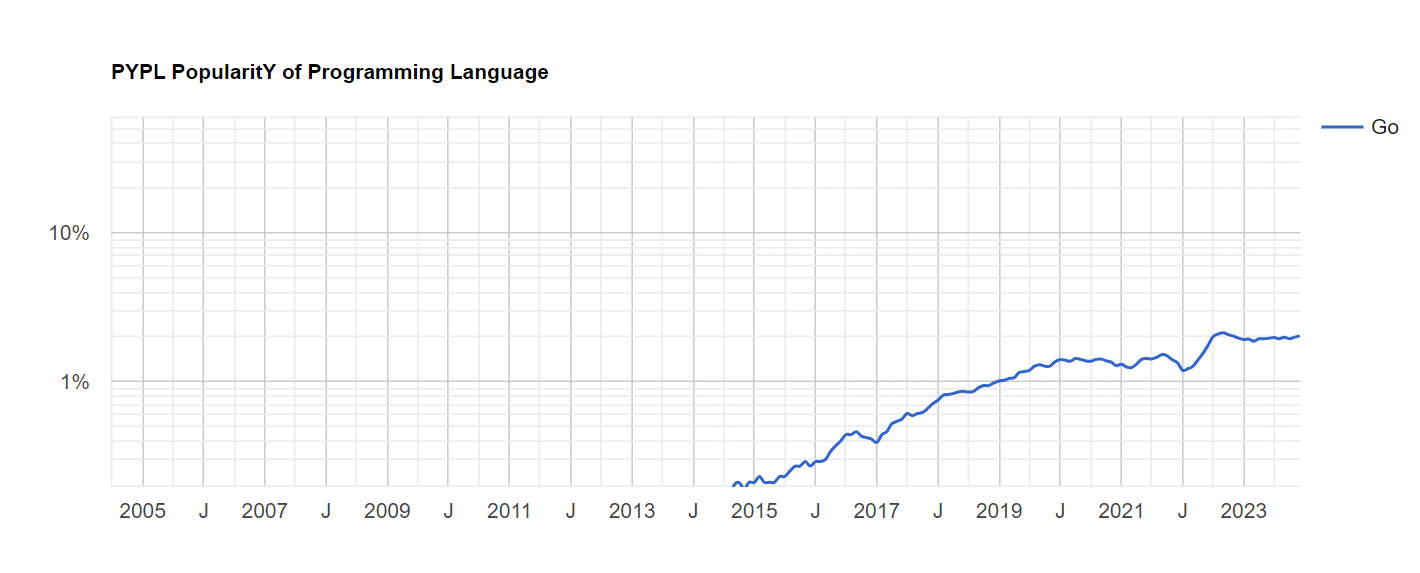 PYPL PopularitY of Programming Language
Go
10%
1%
2005 J 2007 J 2009 J 2011 J 2013 J 2015 J 2017 J 2019 J 2021 J 2023